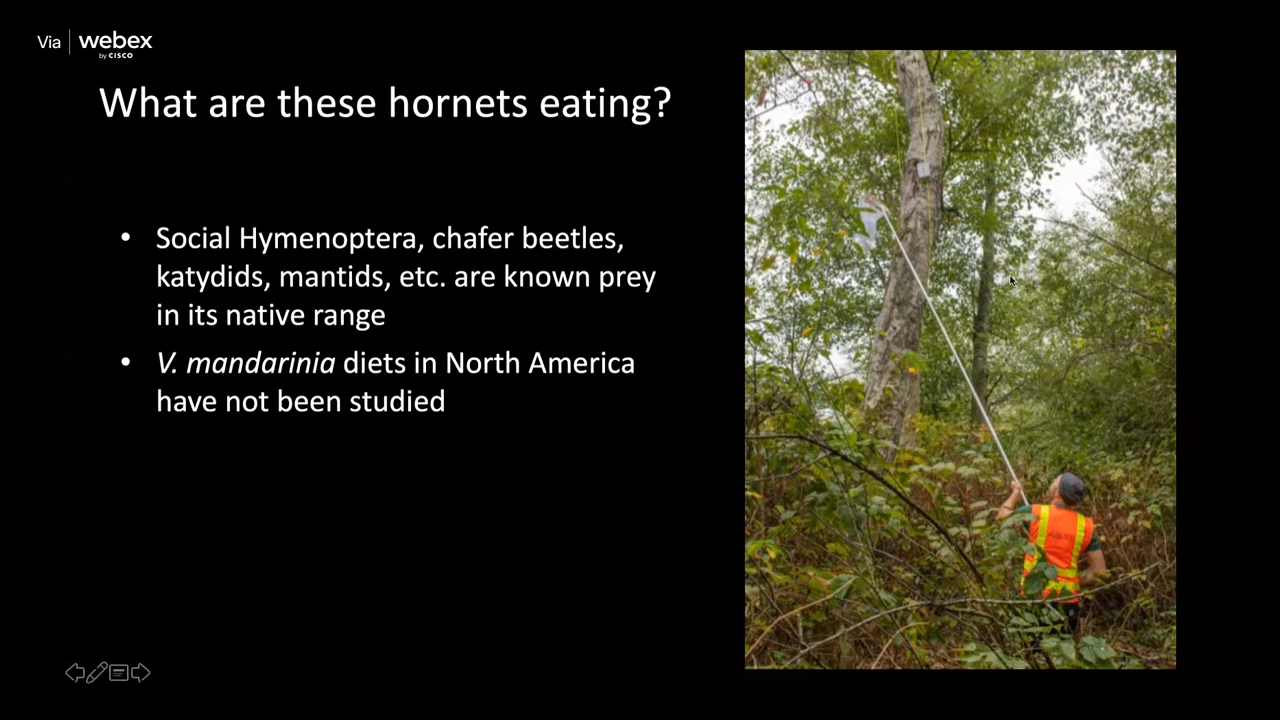 Via webex
by CISCO
What are these hornets eating?
• Social Hymenoptera, chafer beetles,
katydids, mantids, etc. are known prey
in its native range
• V. mandarinia diets in North America
have not been studied